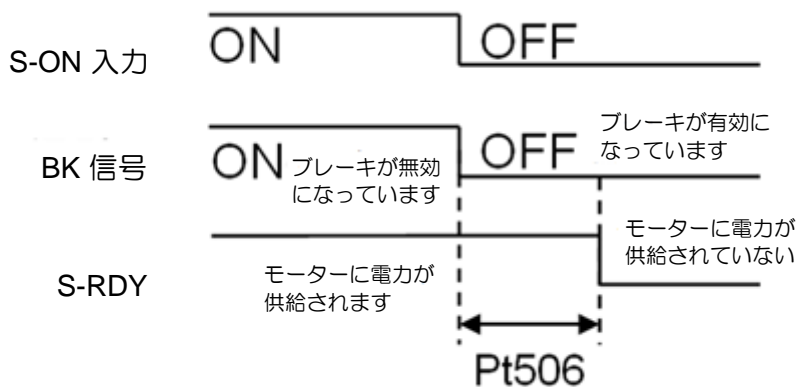 S-ON 入力
ON
OFF
BK 信号
ON
ブレーキが無効
になっています
OFF
ブレーキが有効に
なっています
S-RDY
モーターに電力が
供給されます
モーターに電力が
供給されていない
Pt506